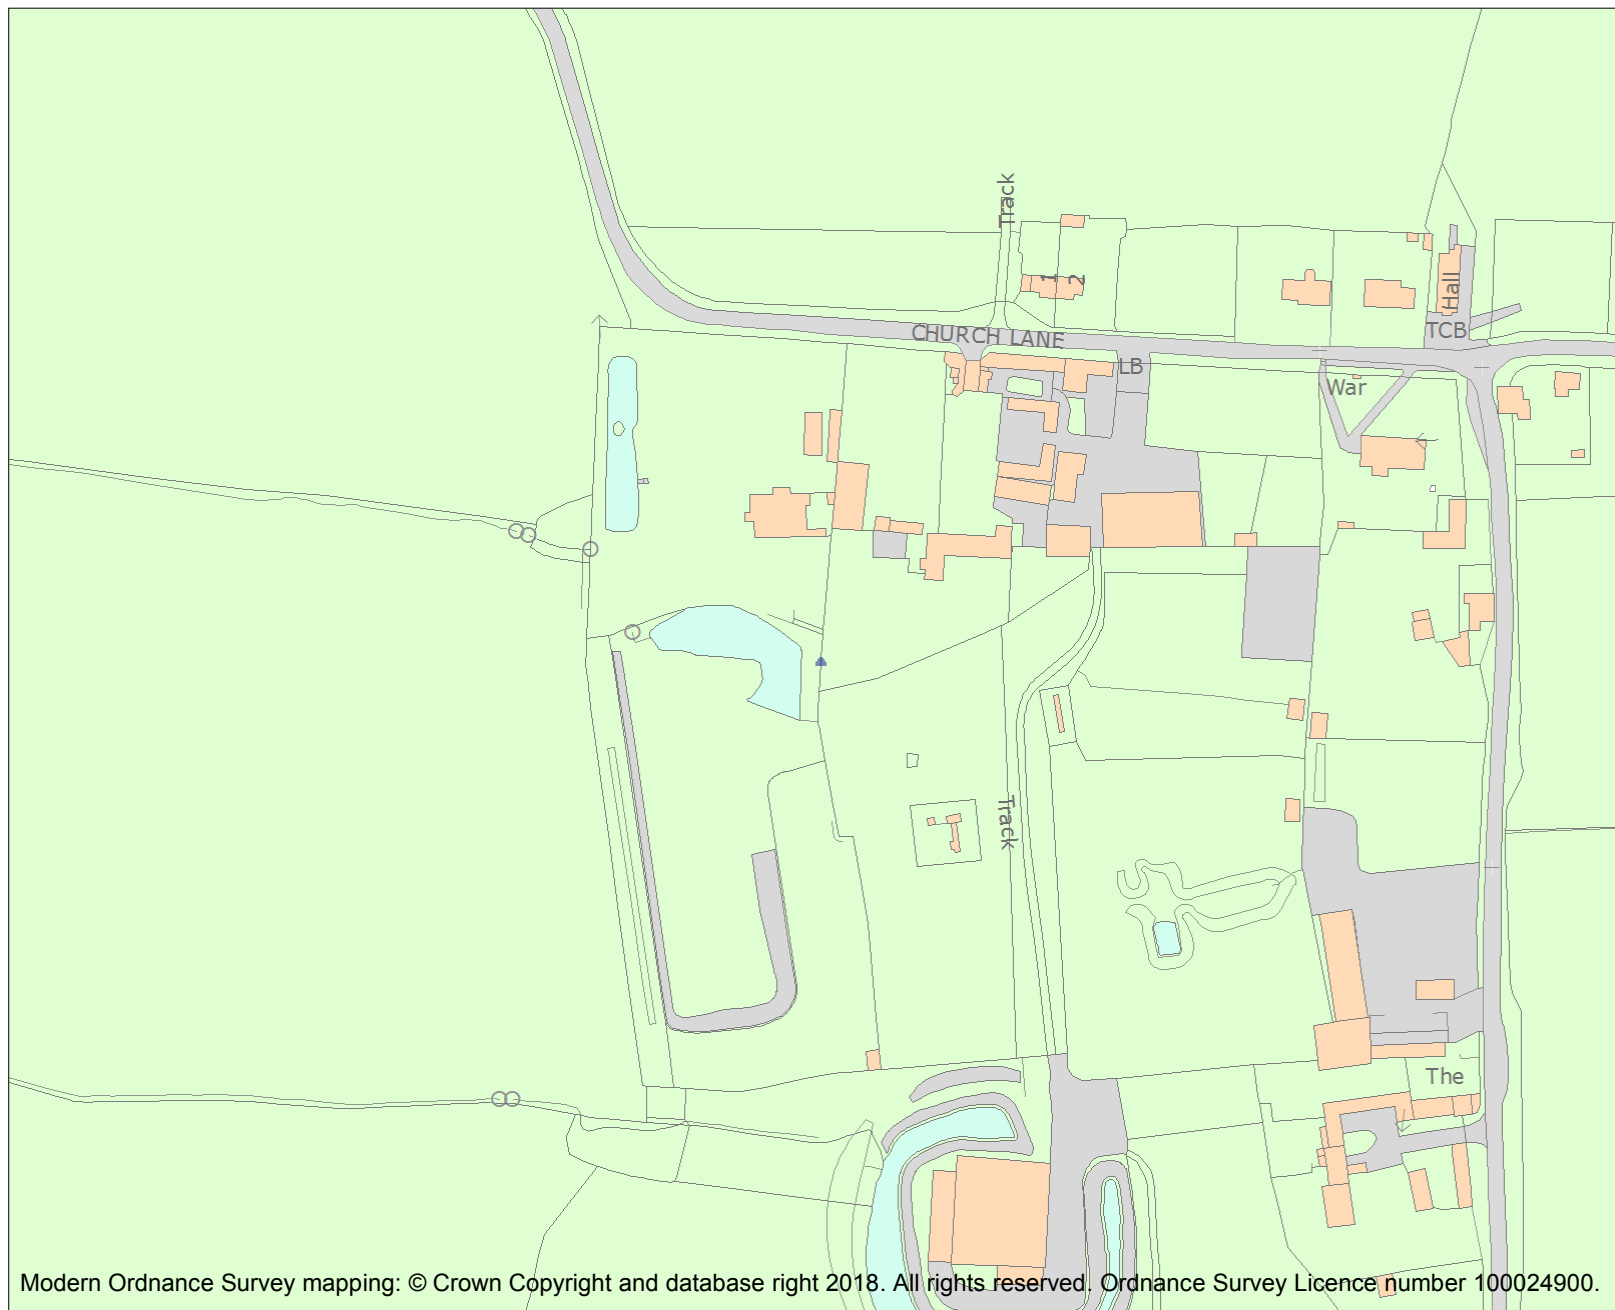 Track
1
2
Hall
CHURCH LANE
TCB
LB
War
Track
The
Modern Ordnance Survey mapping: © Crown Copyright and database right 2018. All rights reserved. Ordnance Survey Licence number 100024900.